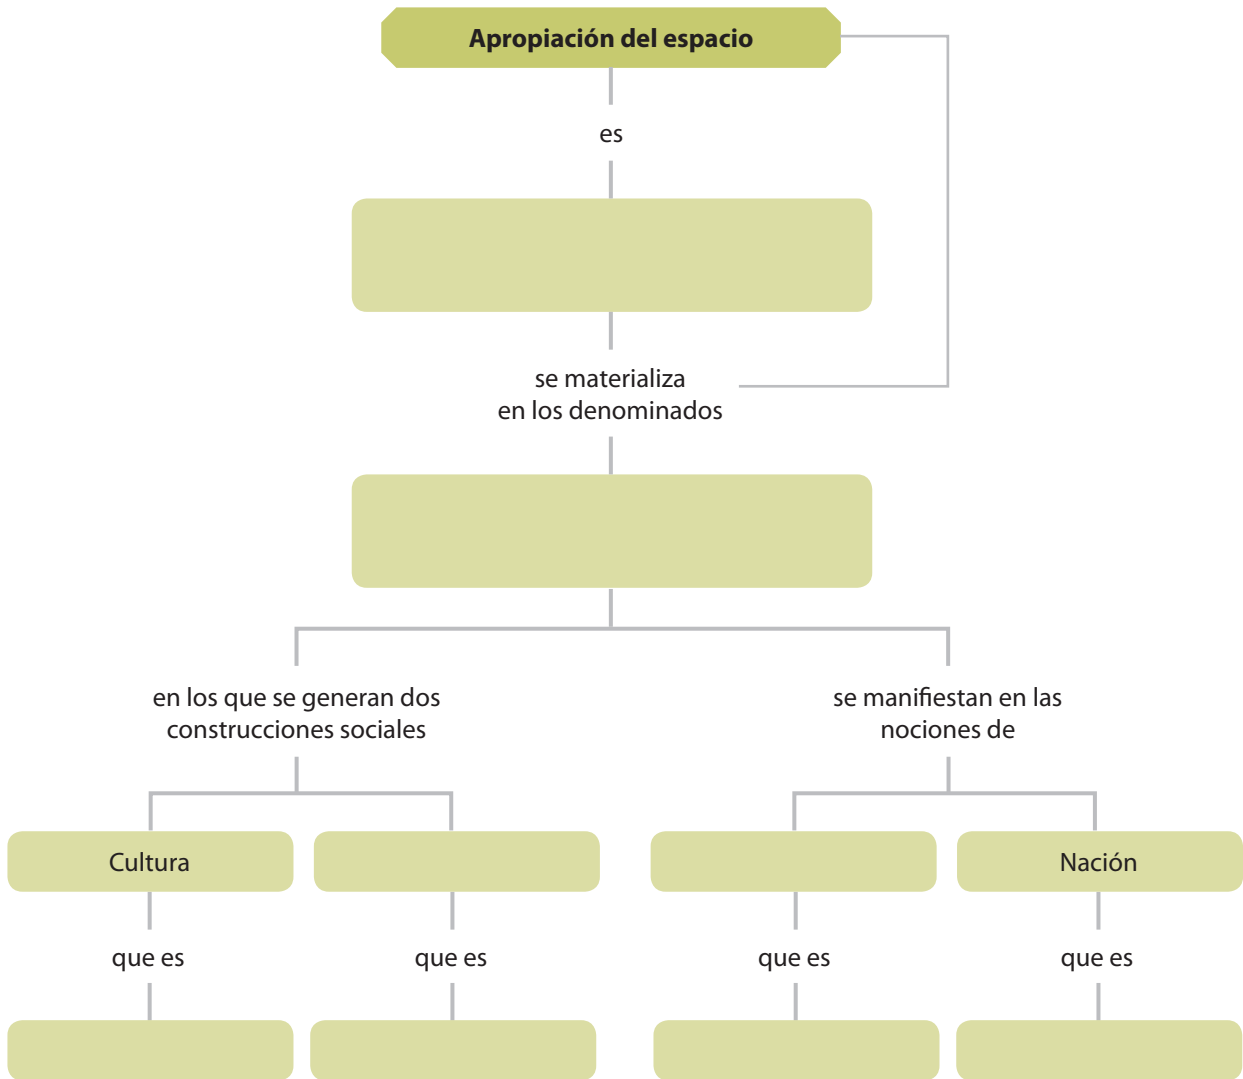 Apropiación del espacio
es
se materializa
en los denominados
en los que se generan dos
construcciones sociales
se manifiestan en las
nociones de
Cultura
Nación
que es
que es
que es
que es